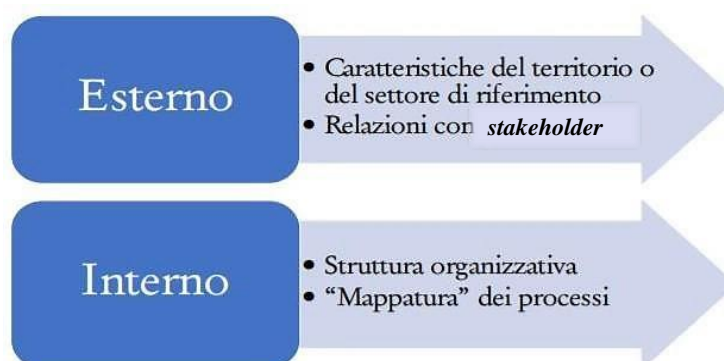 Esterno
• Caratteristiche del territorio o
del settore di riferimento
• Relazioni con stakeholder
Interno
• Struttura organizzativa
• “Mappatura” dei processi